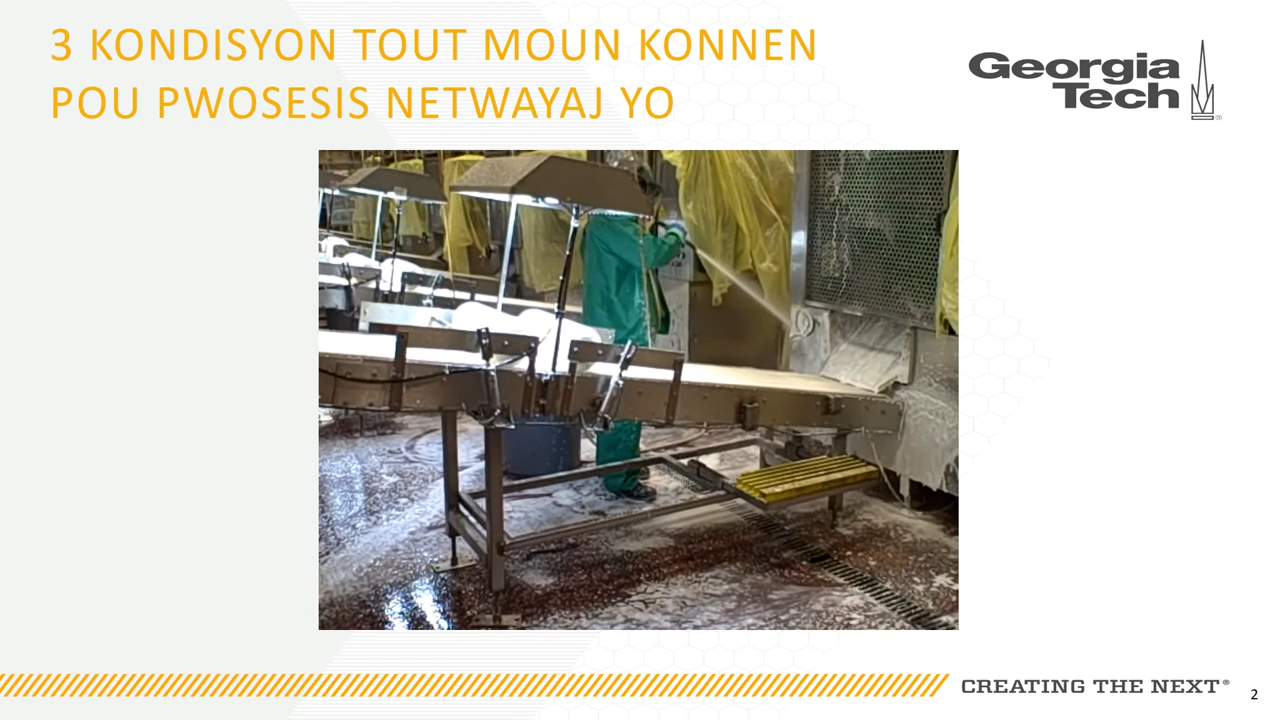 3 KONDISYON TOUT MOUN KONNEN
POU PWOSESIS NETWAYAJ YO
Georgia
Tech
®
CREATING THE NEXT®
2